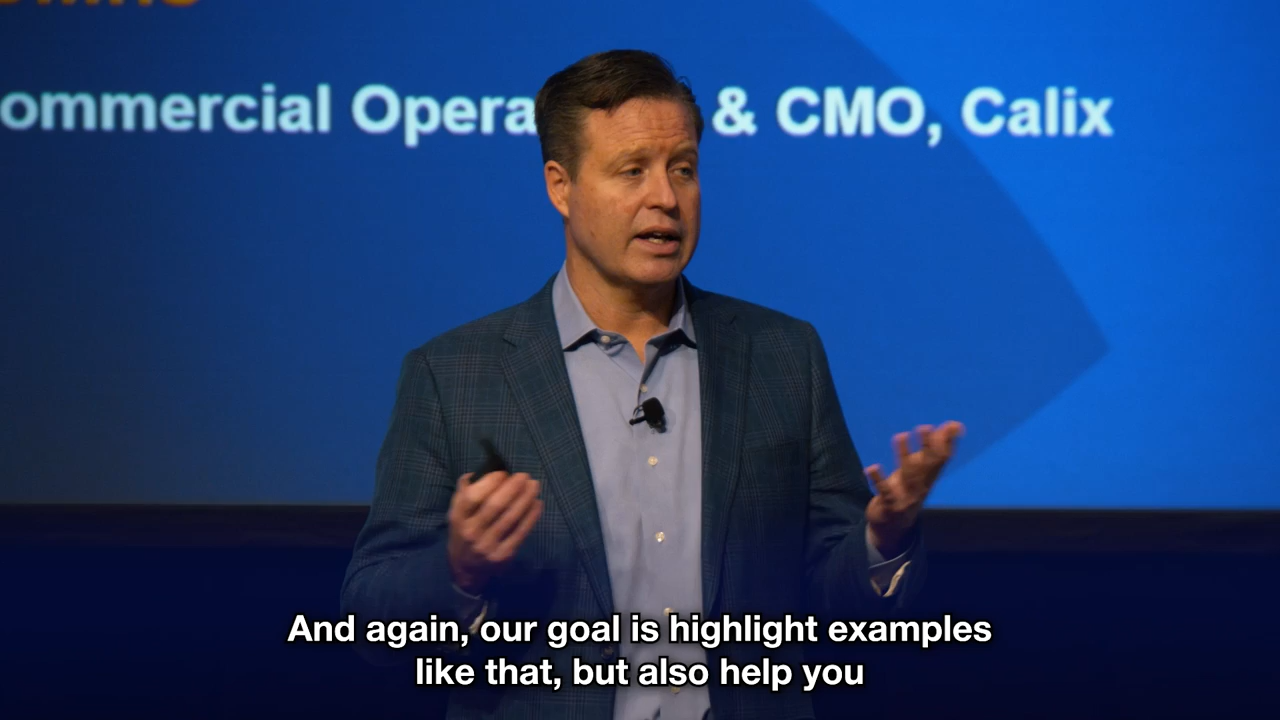 ommercial Opera & CMO, Calix
And again, our goal is highlight examples
like that, but also help you